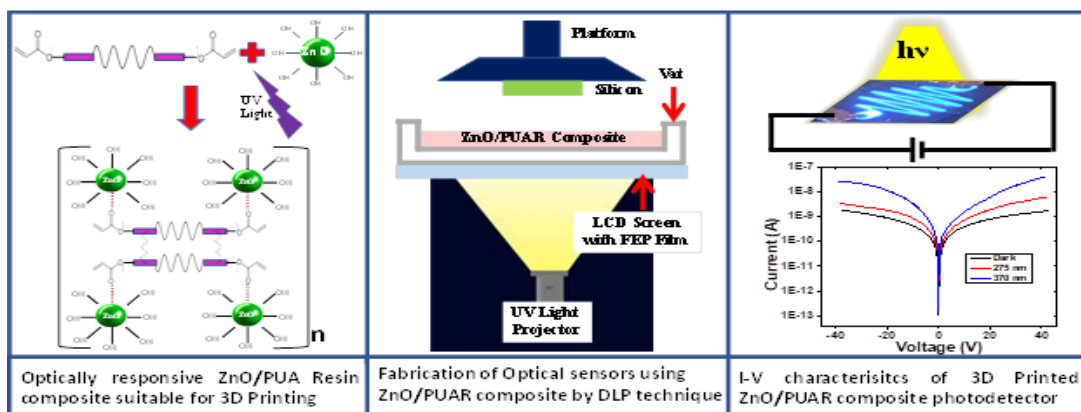 Zn O
UV
Light
n
Optically responsive ZnO/PUA Resin
composite suitable for 3D Printing
Platform
Vat
Silicon
ZnO/PUAR Composite
LCD Screen
with FEP Film
UV Light
Projector
Fabrication of Optical sensors using
ZnO/PUAR composite by DLP technique
hν
1E-7
1E-8
1E-9
1E-10
1E-11
1E-12
1E-13
Current (A)
Dark
275 nm
370 nm
-40
-20
0
20
40
Voltage (V)
I-V characterisitcs of 3D Printed
ZnO/PUAR composite photodetector